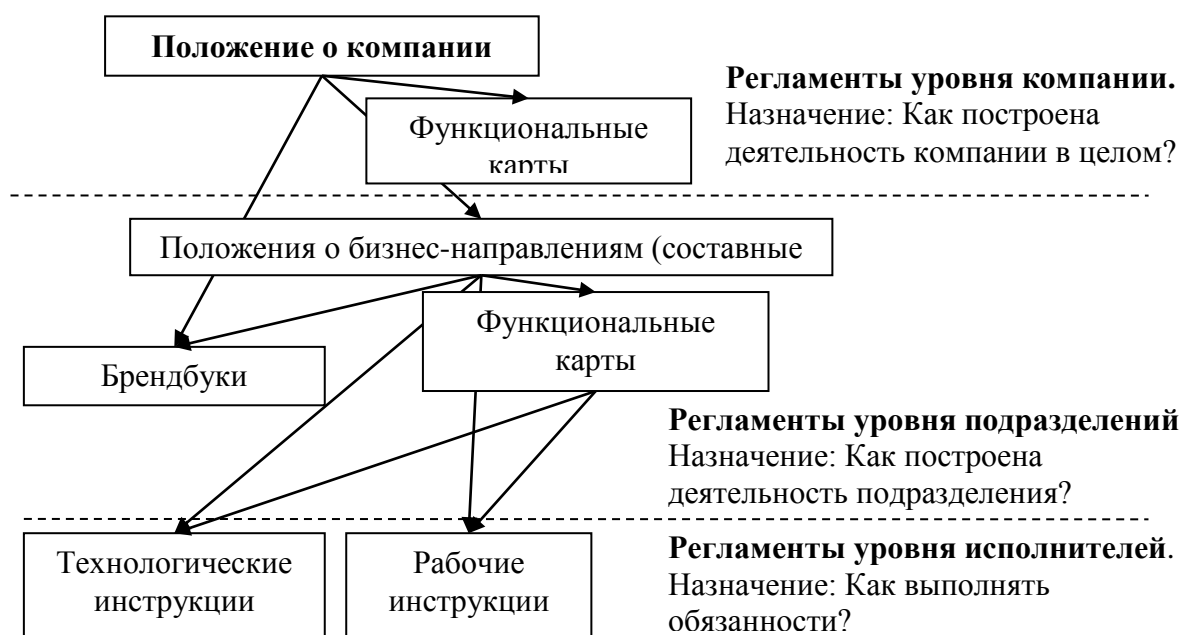 Положение о компании
Функциональные
карты
Регламенты уровня компании.
Назначение: Как построена
деятельность компании в целом?
Положения о бизнес-направлениям (составные
Функциональные
карты
Брендбуки
Регламенты уровня подразделений
Назначение: Как построена
деятельность подразделения?
Технологические
инструкции
Рабочие
инструкции
Регламенты уровня исполнителей.
Назначение: Как выполнять
обязанности?